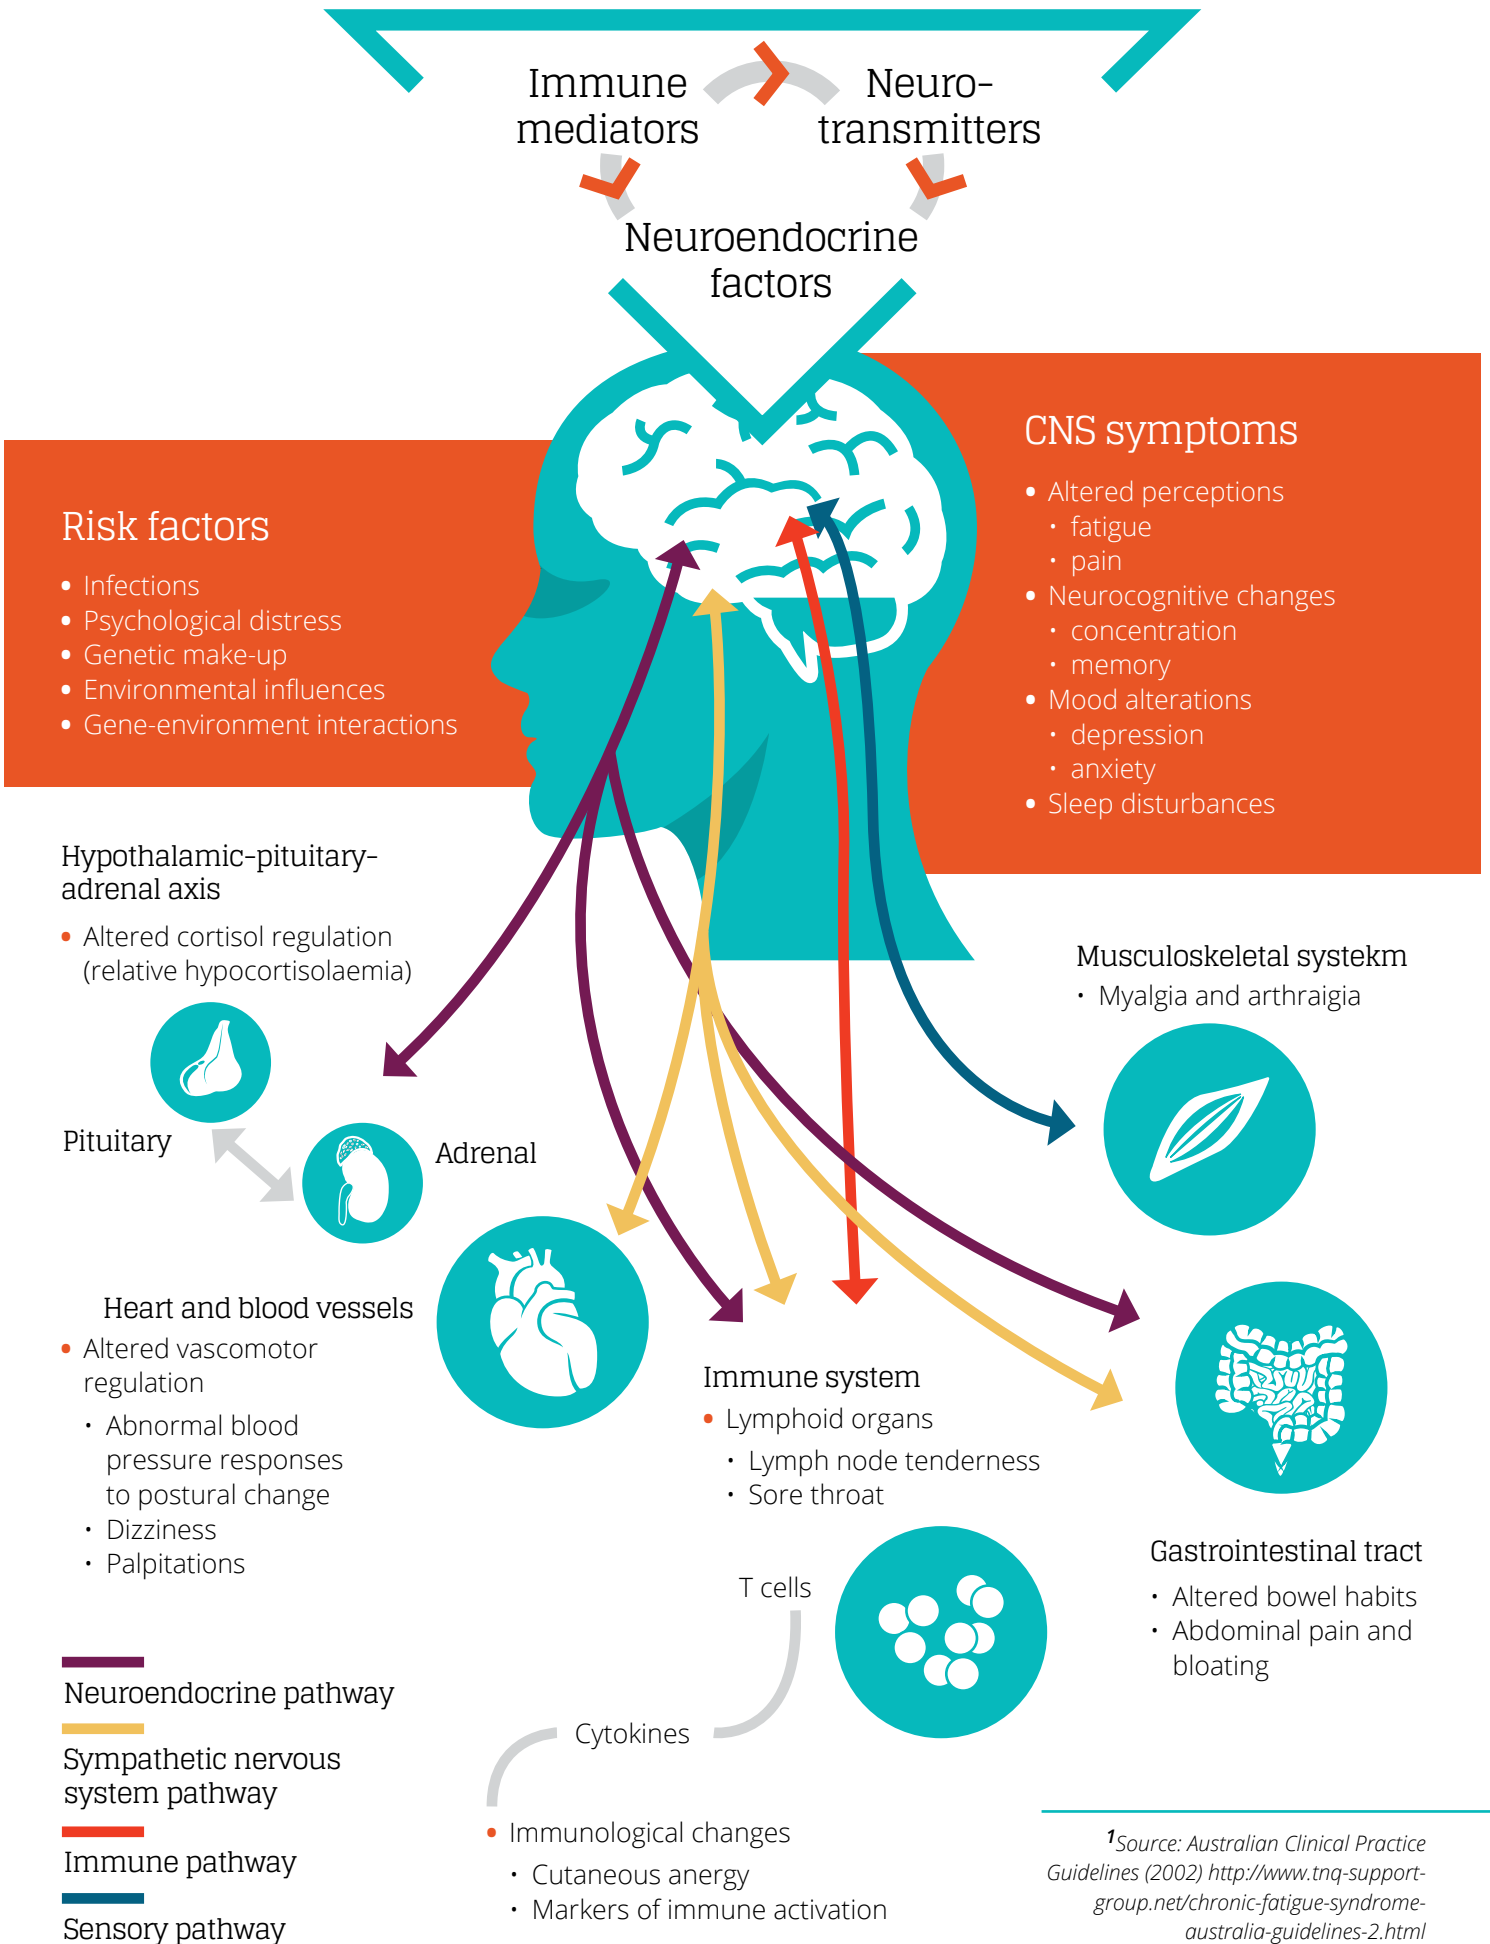 Immune
mediators
Neuro-
transmitters
Neuroendocrine
factors
Risk factors
• Infections
• Psychological distress
• Genetic make-up
• Environmental influences
• Gene-environment interactions
CNS symptoms
• Altered perceptions
· fatigue
· pain
• Neurocognitive changes
· concentration
· memory
• Mood alterations
· depression
· anxiety
• Sleep disturbances
Hypothalamic-pituitary-
adrenal axis
• Altered cortisol regulation
(relative hypocortisolaemia)
Pituitary
Adrenal
Musculoskeletal systekm
· Myalgia and arthraigia
Heart and blood vessels
• Altered vascomotor
regulation
· Abnormal blood
pressure responses
to postural change
· Dizziness
· Palpitations
Immune system
• Lymphoid organs
· Lymph node tenderness
· Sore throat
T cells
Cytokines
• Immunological changes
· Cutaneous anergy
· Markers of immune activation
Gastrointestinal tract
· Altered bowel habits
· Abdominal pain and
bloating
Neuroendocrine pathway
Sympathetic nervous
system pathway
Immune pathway
Sensory pathway
1Source: Australian Clinical Practice
Guidelines (2002) http://www.tnq-support-
group.net/chronic-fatigue-syndrome-
australia-guidelines-2.html